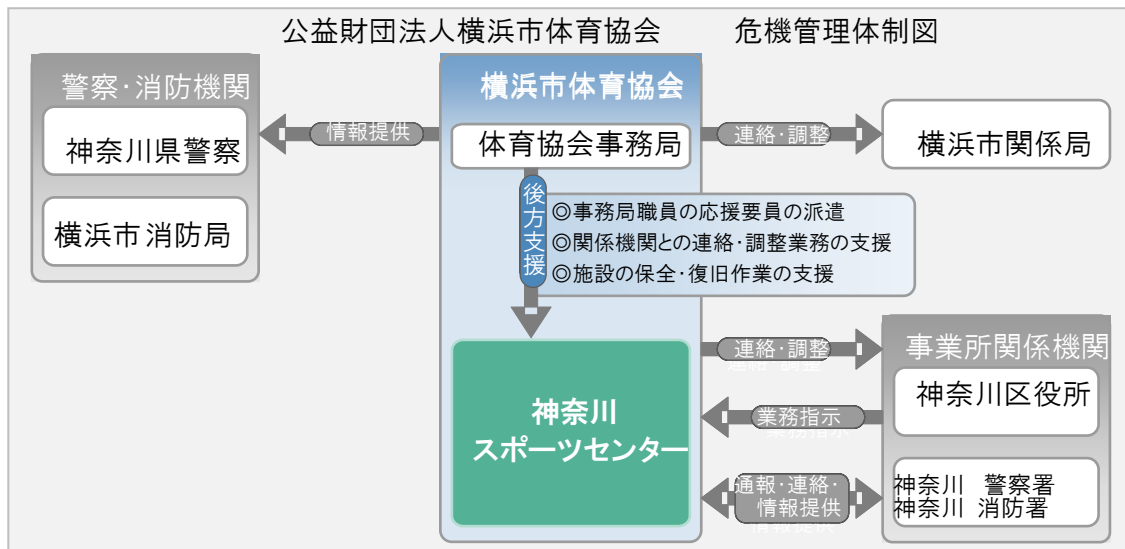 公益財団法人横浜市体育協会　危機管理体制図
警察・消防機関
神奈川県警察
横浜市消防局
情報提供
横浜市体育協会
体育協会事務局
連絡・調整
横浜市関係局
後方支援
◎事務局職員の応援要員の派遣
◎関係機関との連絡・調整業務の支援
◎施設の保全・復旧作業の支援
神奈川
スポーツセンター
連絡・調整
業務指示
通報・連絡・
情報提供
事業所関係機関
神奈川区役所
神奈川　警察署
神奈川　消防署